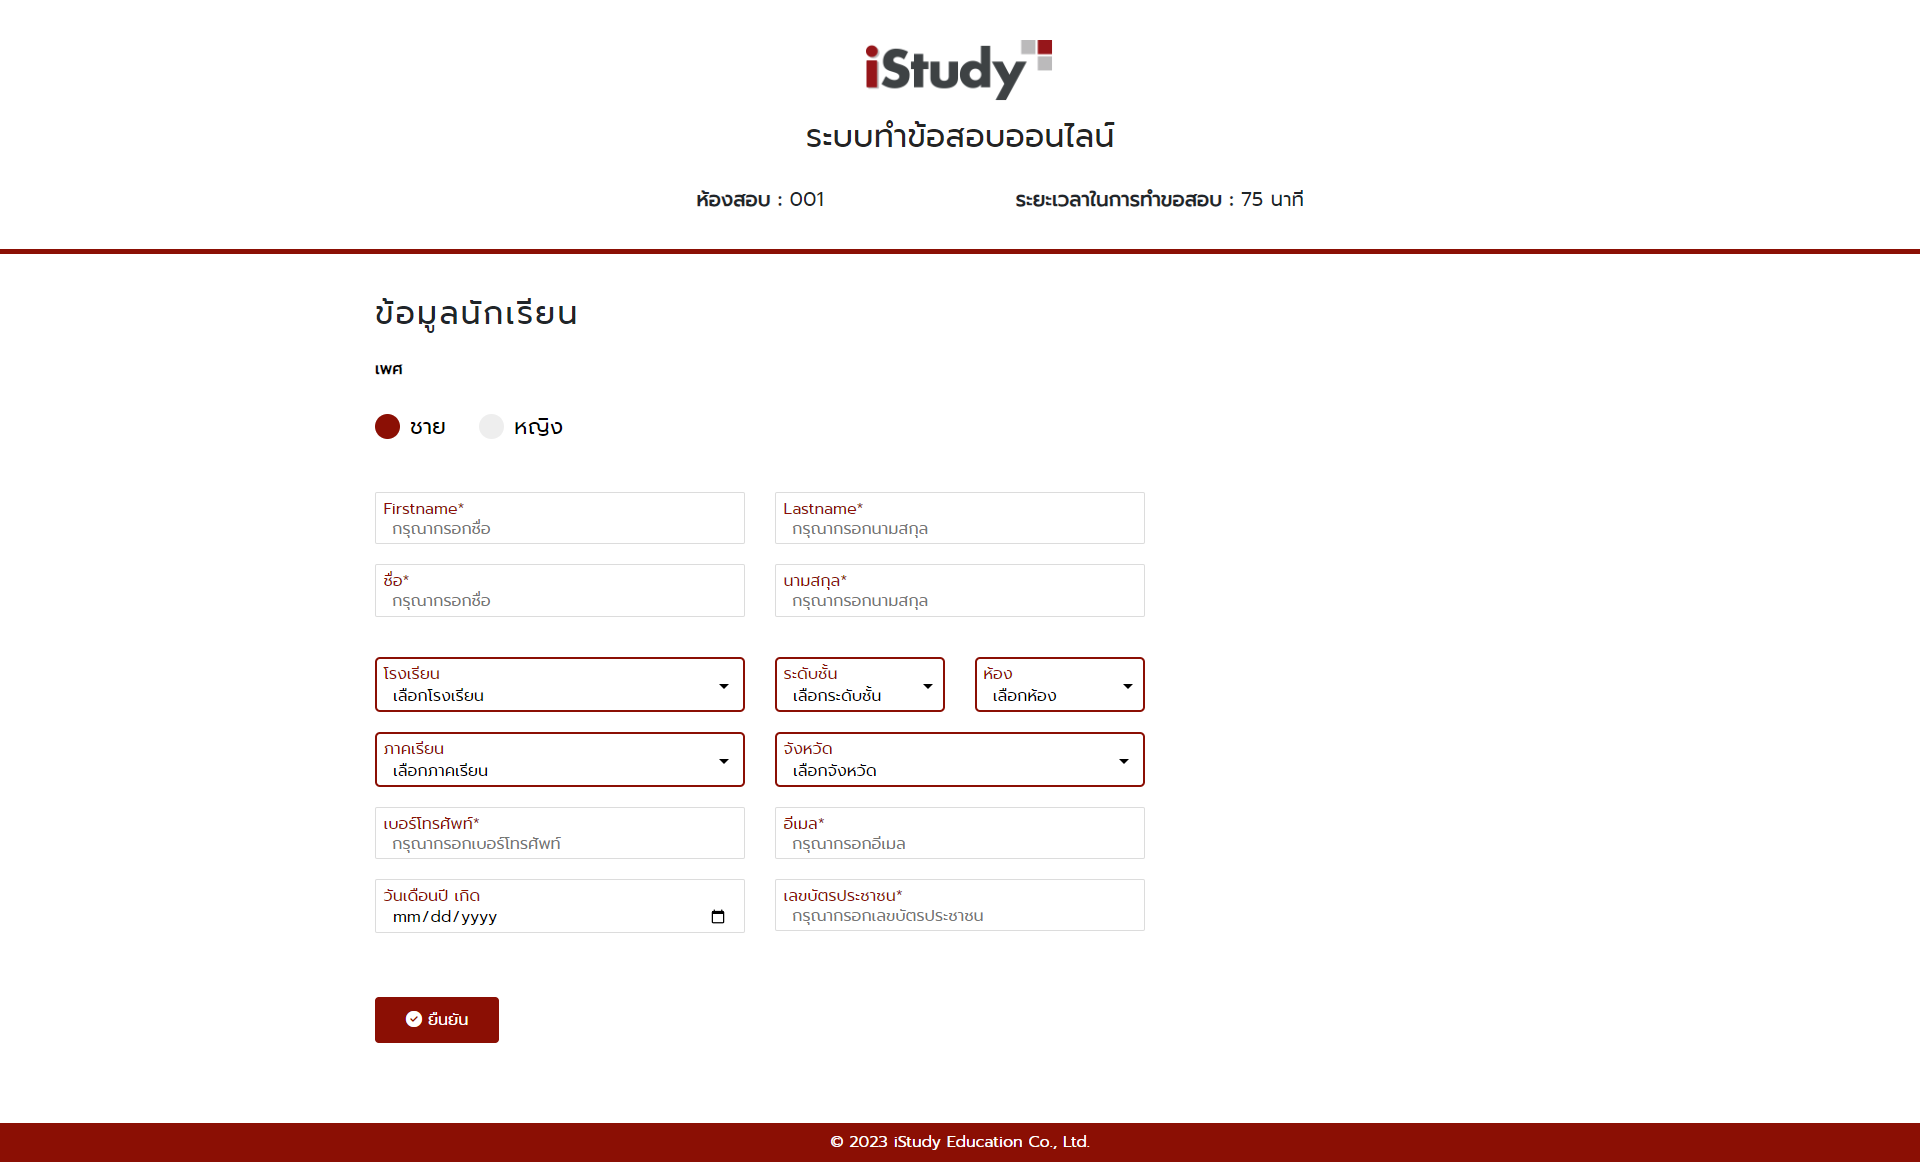 iStudy
ระบบทำข้อสอบออนไลน์
ห้องสอบ : 001 ระยะเวลาในการทำขอสอบ : 75 นาที
ข้อมูลนักเรียน
เพศ
ชาย หญิง
Firstname* Lastname*
กรุณากรอกชื่อ กรุณากรอกนามสกุล
ชื่อ* นามสกุล*
กรุณากรอกชื่อ กรุณากรอกนามสกุล
โรงเรียน ระดับชั้น ห้อง
เลือกโรงเรียน เลือกระดับชั้น เลือกห้อง
ภาคเรียน จังหวัด
เลือกภาคเรียน เลือกจังหวัด
เบอร์โทรศัพท์* อีเมล*
กรุณากรอกเบอร์โทรศัพท์ กรุณากรอกอีเมล
วันเดือนปี เกิด เลขบัตรประชาชน*
mm/dd/yyyy กรุณากรอกเลขบัตรประชาชน
ยืนยัน
© 2023 iStudy Education Co., Ltd.